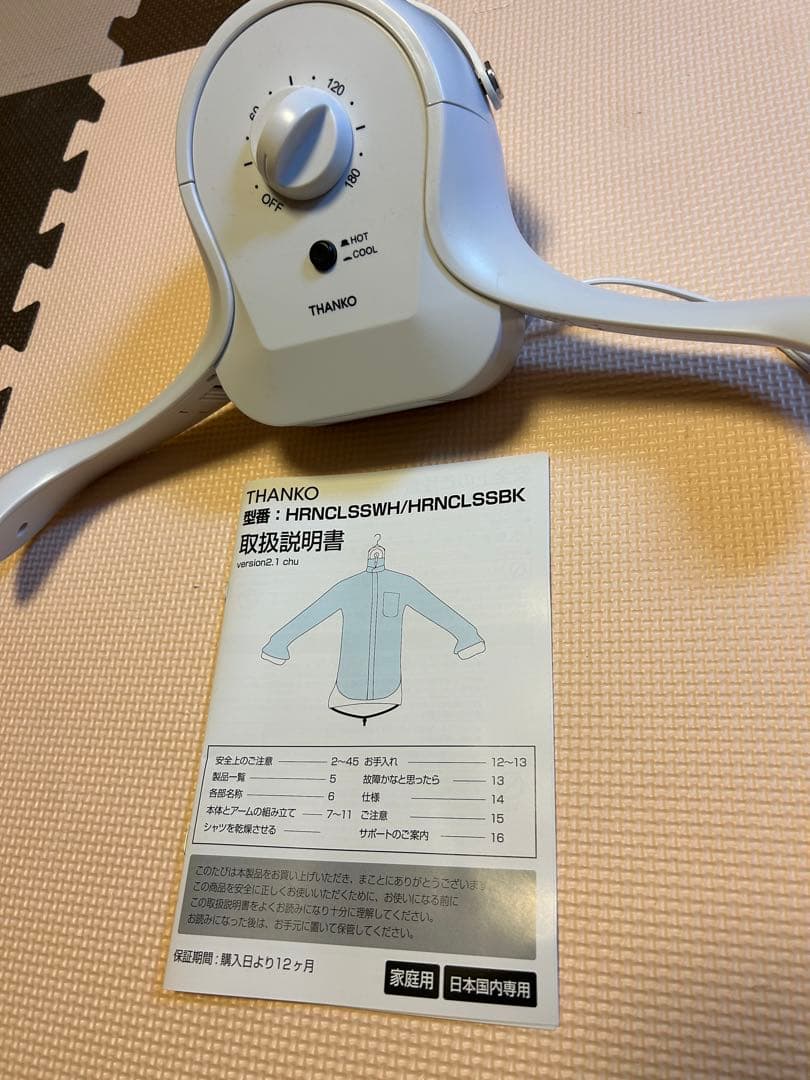 120
60
180
OFF
HOT
COOL
THANKO
THANKO
型番：HRNCLSSWH/HRNCLSSBK
取扱説明書
version2.1 chu
安全上のご注意 2〜45 お手入れ 12〜13
製品一覧 5 故障かなと思ったら 13
各部名称 6 仕様 14
本体とアームの組み立て 7〜11 ご注意 15
シャツを乾燥させる サポートのご案内 16
このたびは本製品をお買い上げいただき、まことにありがとうございます
この商品を安全に正しくお使いいただくために、お使いになる前に
この取扱説明書をよくお読みになり十分に理解してください。
お読みになった後は、お手元に置いて保管してください。
保証期間：購入日より12ヶ月
家庭用 日本国内専用